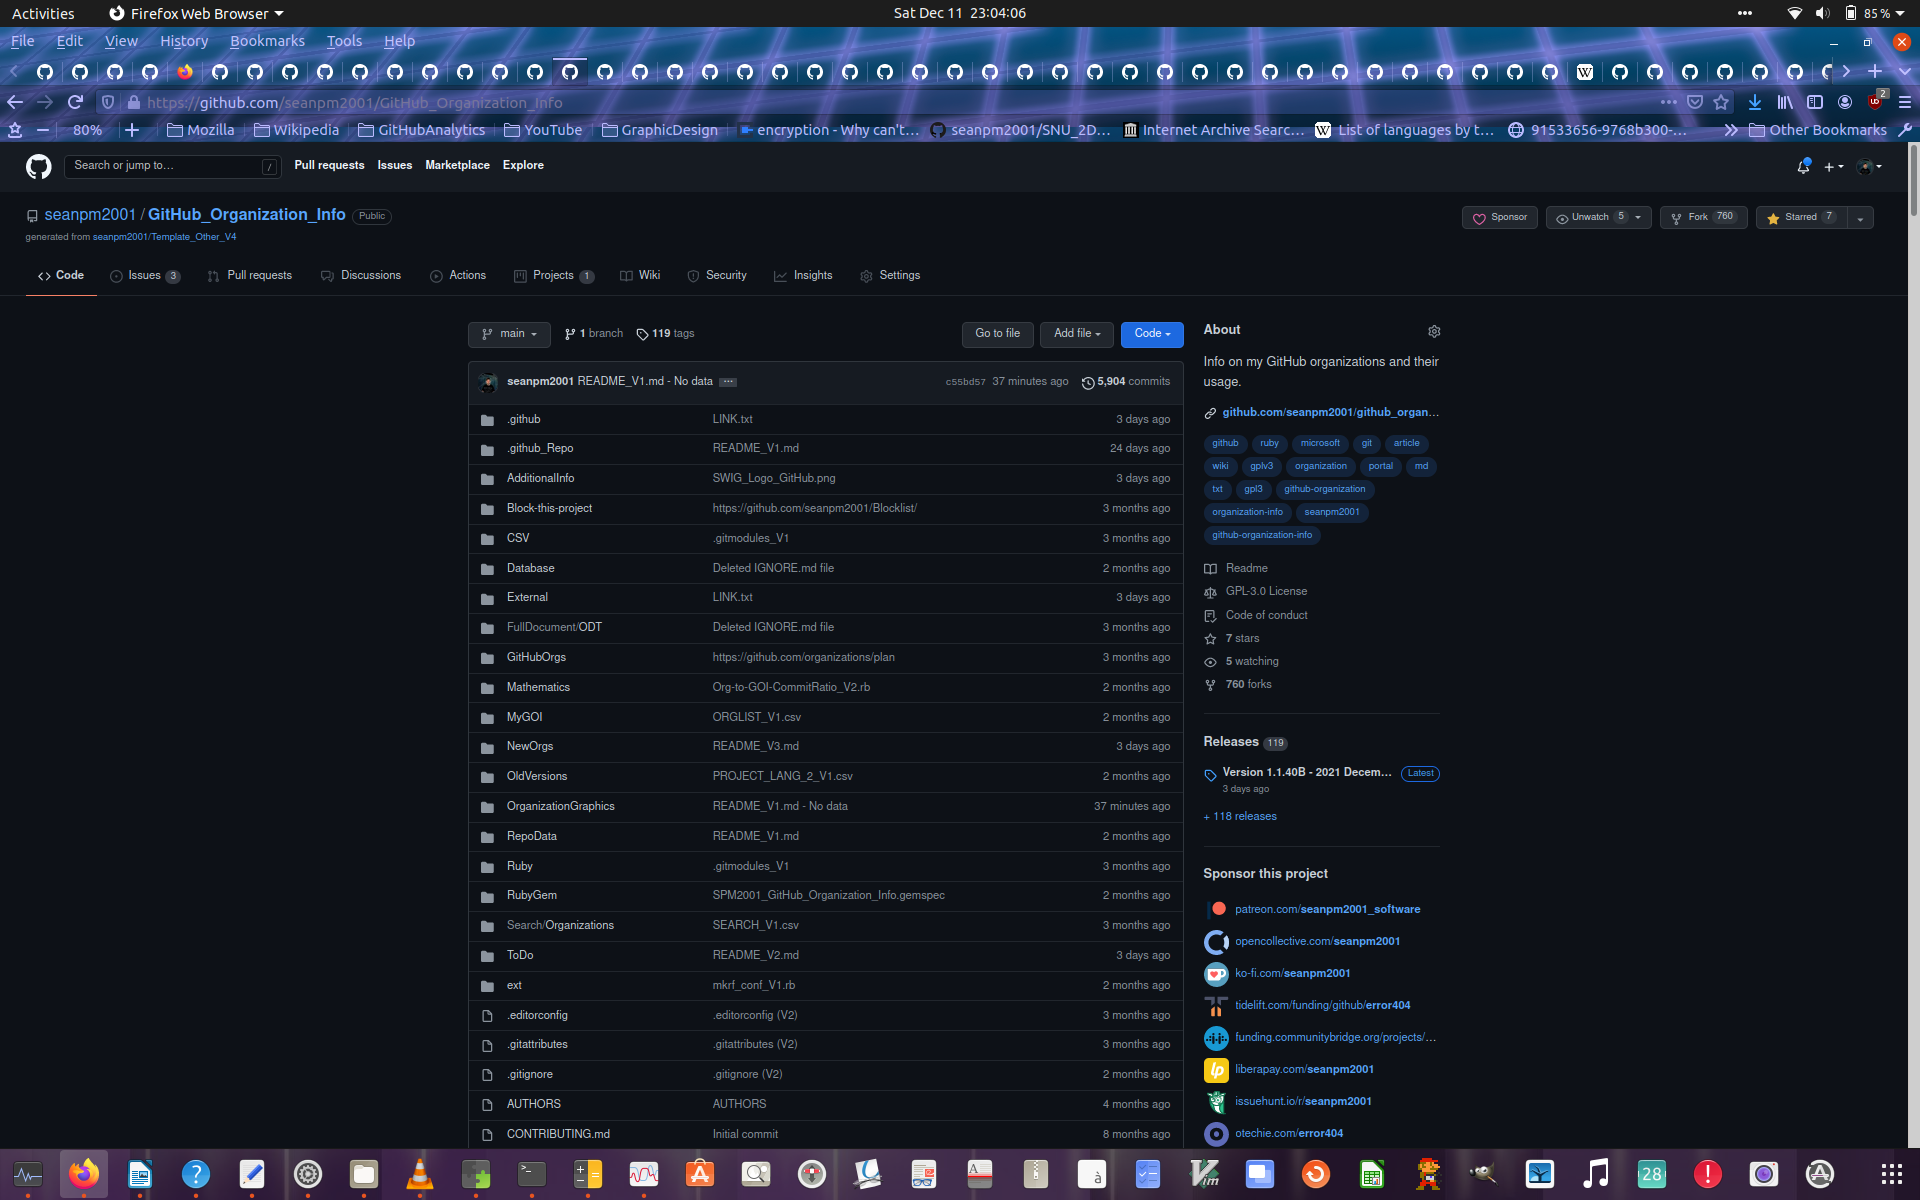 Activities Firefox Web Browser Sat Dec 11 23:04:06 85 %
File Edit View History Bookmarks Tools Help
https://github.com/seanpm2001/GitHub_Organization_Info 2
80% Mozilla Wikipedia GitHubAnalytics YouTube GraphicDesign encryption - Why can't… seanpm2001/SNU_2D… Internet Archive Searc… List of languages by t… 91533656-9768b300-… Other Bookmarks
Search or jump to… / Pull requests Issues Marketplace Explore
seanpm2001 / GitHub_Organization_Info Public Sponsor Unwatch 5 Fork 760 Starred 7
generated from seanpm2001/Template_Other_V4
Code Issues 3 Pull requests Discussions Actions Projects 1 Wiki Security Insights Settings
main 1 branch 119 tags Go to file Add file Code
seanpm2001 README_V1.md - No data c55bd57 37 minutes ago 5,904 commits
.github LINK.txt 3 days ago
.github_Repo README_V1.md 24 days ago
AdditionalInfo SWIG_Logo_GitHub.png 3 days ago
Block-this-project https://github.com/seanpm2001/Blocklist/ 3 months ago
CSV .gitmodules_V1 3 months ago
Database Deleted IGNORE.md file 2 months ago
External LINK.txt 3 days ago
FullDocument/ODT Deleted IGNORE.md file 3 months ago
GitHubOrgs https://github.com/organizations/plan 3 months ago
Mathematics Org-to-GOI-CommitRatio_V2.rb 2 months ago
MyGOI ORGLIST_V1.csv 2 months ago
NewOrgs README_V3.md 3 days ago
OldVersions PROJECT_LANG_2_V1.csv 2 months ago
OrganizationGraphics README_V1.md - No data 37 minutes ago
RepoData README_V1.md 2 months ago
Ruby .gitmodules_V1 3 months ago
RubyGem SPM2001_GitHub_Organization_Info.gemspec 2 months ago
Search/Organizations SEARCH_V1.csv 3 months ago
ToDo README_V2.md 3 days ago
ext mkrf_conf_V1.rb 2 months ago
.editorconfig .editorconfig (V2) 3 months ago
.gitattributes .gitattributes (V2) 3 months ago
.gitignore .gitignore (V2) 2 months ago
AUTHORS AUTHORS 4 months ago
CONTRIBUTING.md Initial commit 8 months ago
About
Info on my GitHub organizations and their
usage.
github.com/seanpm2001/github_organ…
github ruby microsoft git article
wiki gplv3 organization portal md
txt gpl3 github-organization
organization-info seanpm2001
github-organization-info
Readme
GPL-3.0 License
Code of conduct
7 stars
5 watching
760 forks
Releases 119
Version 1.1.40B - 2021 Decem… Latest
3 days ago
+ 118 releases
Sponsor this project
patreon.com/seanpm2001_software
opencollective.com/seanpm2001
ko-fi.com/seanpm2001
tidelift.com/funding/github/error404
funding.communitybridge.org/projects/…
liberapay.com/seanpm2001
issuehunt.io/r/seanpm2001
otechie.com/error404
28